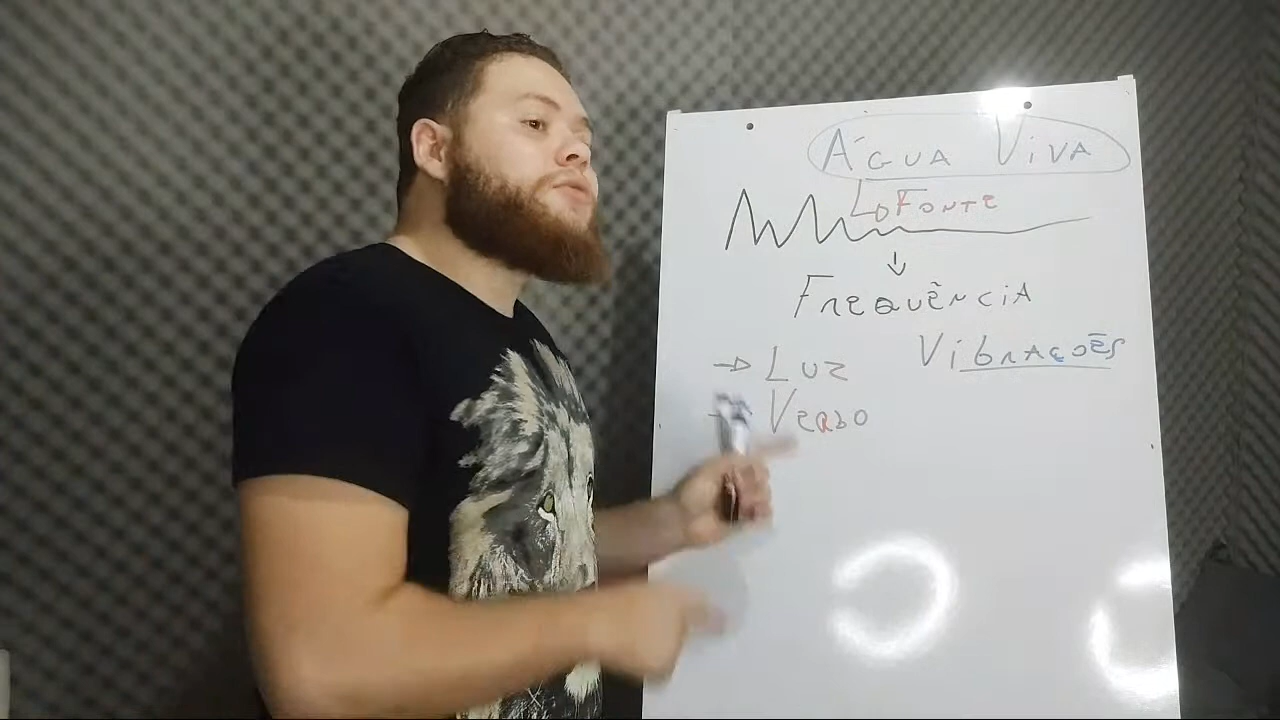 ÁGUA VIVA
FONTE
FREQUÊNCIA
VIBRAÇÕES
LUZ
VERBO